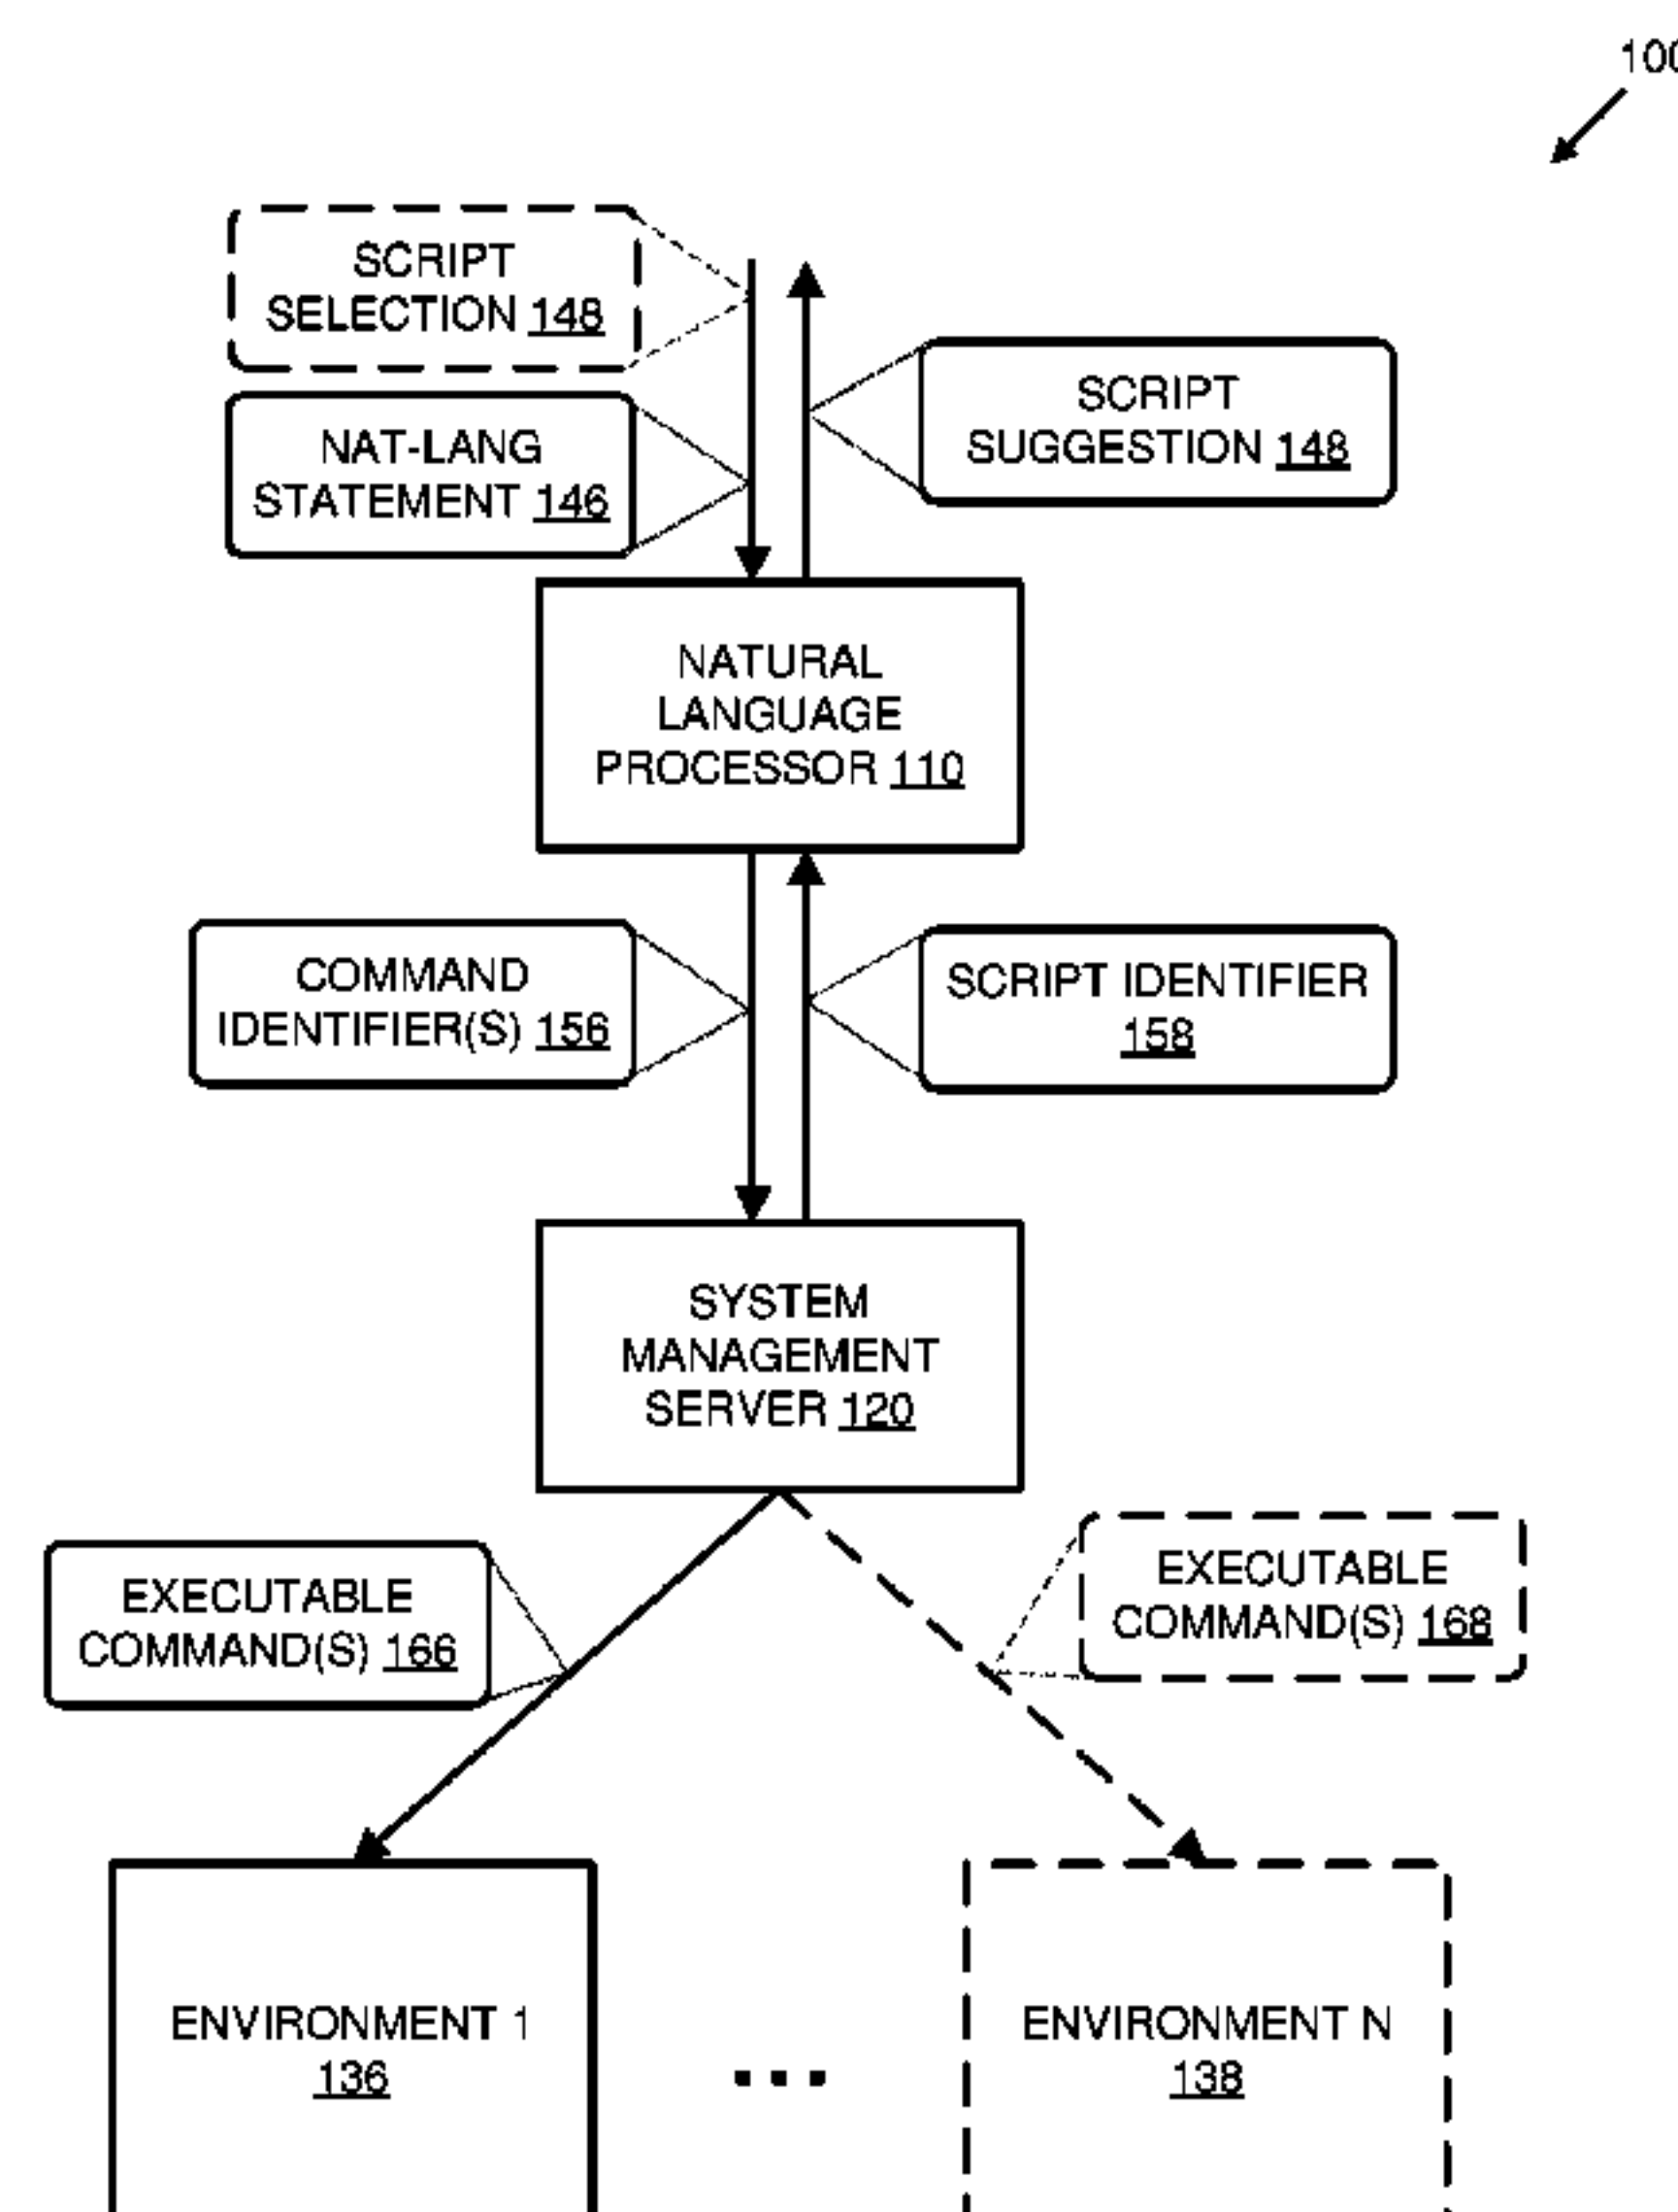 100
SCRIPT
SELECTION 148
NAT-LANG
STATEMENT 146
SCRIPT
SUGGESTION 148
NATURAL
LANGUAGE
PROCESSOR 110
COMMAND
IDENTIFIER(S) 156
SCRIPT IDENTIFIER
158
SYSTEM
MANAGEMENT
SERVER 120
EXECUTABLE
COMMAND(S) 166
EXECUTABLE
COMMAND(S) 168
ENVIRONMENT 1
136
...
ENVIRONMENT N
138